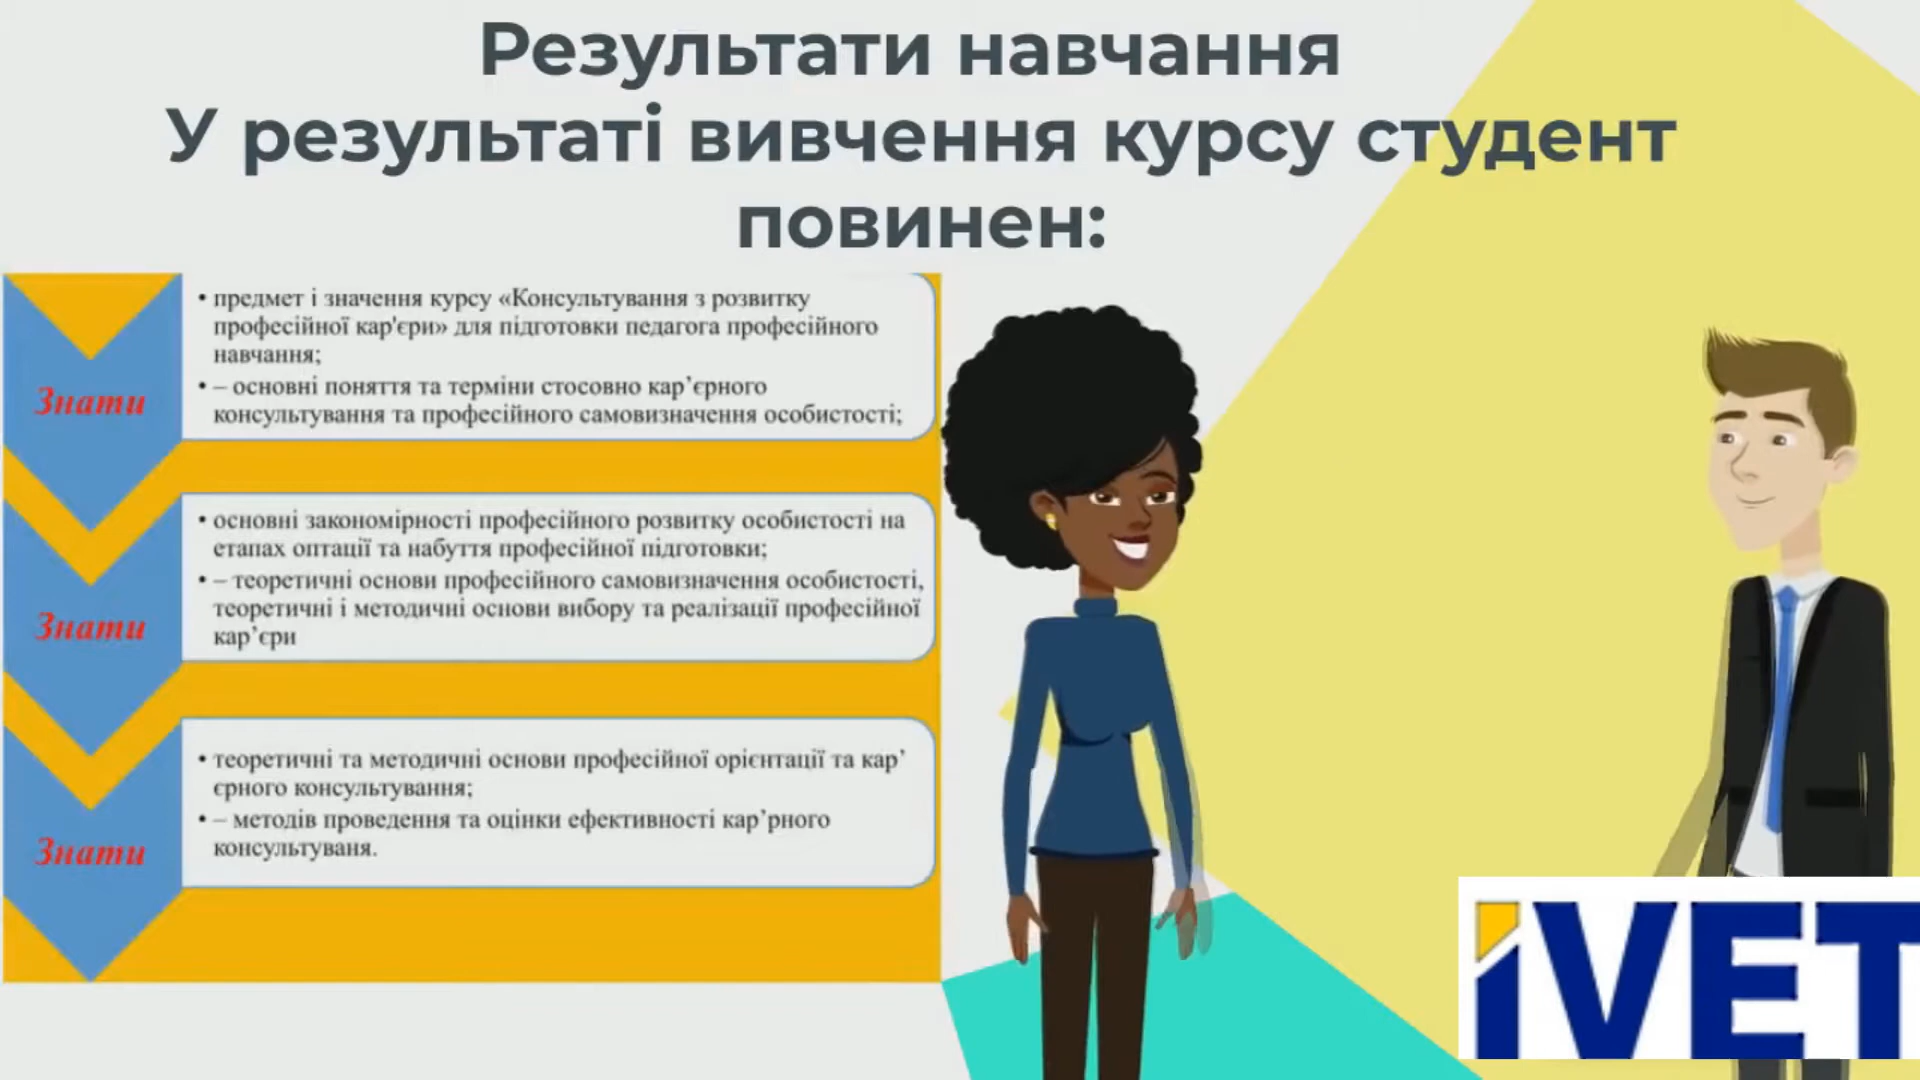 Результати навчання
У результаті вивчення курсу студент
повинен:
Знати
• предмет і значення курсу «Консультування з розвитку
професійної кар'єри» для підготовки педагога професійного
навчання;
• – основні поняття та терміни стосовно кар’єрного
консультування та професійного самовизначення особистості;
Знати
• основні закономірності професійного розвитку особистості на
етапах оптації та набуття професійної підготовки;
• – теоретичні основи професійного самовизначення особистості,
теоретичні і методичні основи вибору та реалізації професійної
кар’єри
Знати
• теоретичні та методичні основи професійної орієнтації та кар’
єрного консультування;
• – методів проведення та оцінки ефективності кар’рного
консультуваня.
iVET